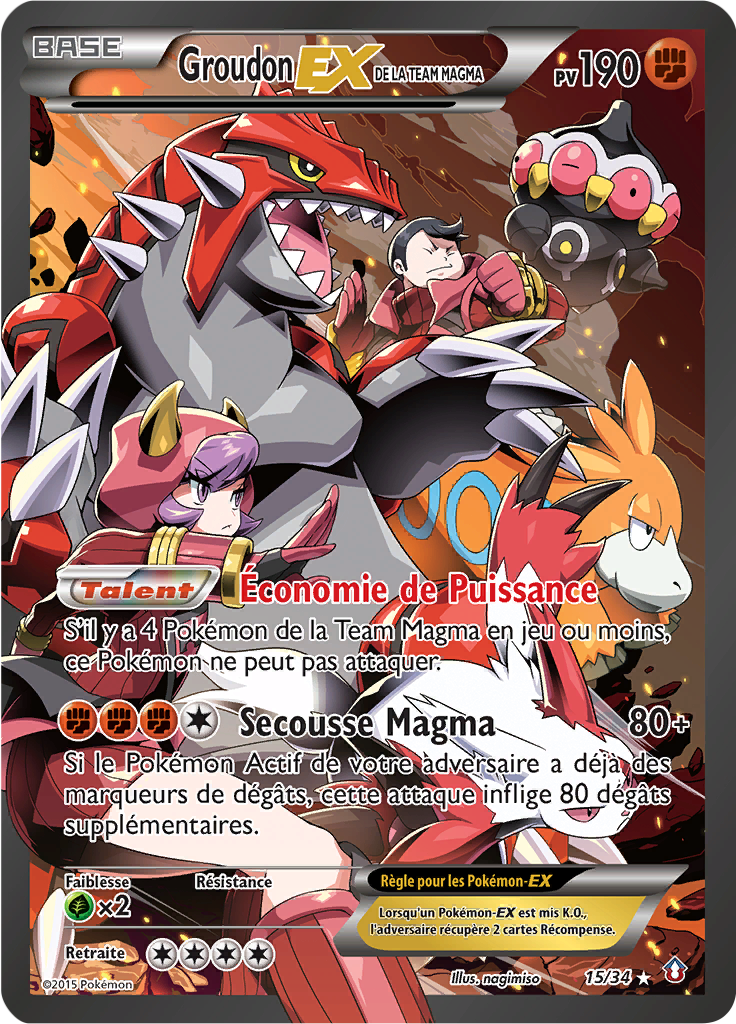 BASE
Groudon EX DE LA TEAM MAGMA PV190
Talent Économie de Puissance
S'il y a 4 Pokémon de la Team Magma en jeu ou moins,
ce Pokémon ne peut pas attaquer.
Secousse Magma 80+
Si le Pokémon Actif de votre adversaire a déjà des
marqueurs de dégâts, cette attaque inflige 80 dégâts
supplémentaires.
Faiblesse Résistance
×2
Règle pour les Pokémon-EX
Lorsqu'un Pokémon-EX est mis K.O.,
l'adversaire récupère 2 cartes Récompense.
Retraite
©2015 Pokémon Illus. nagimiso 15/34